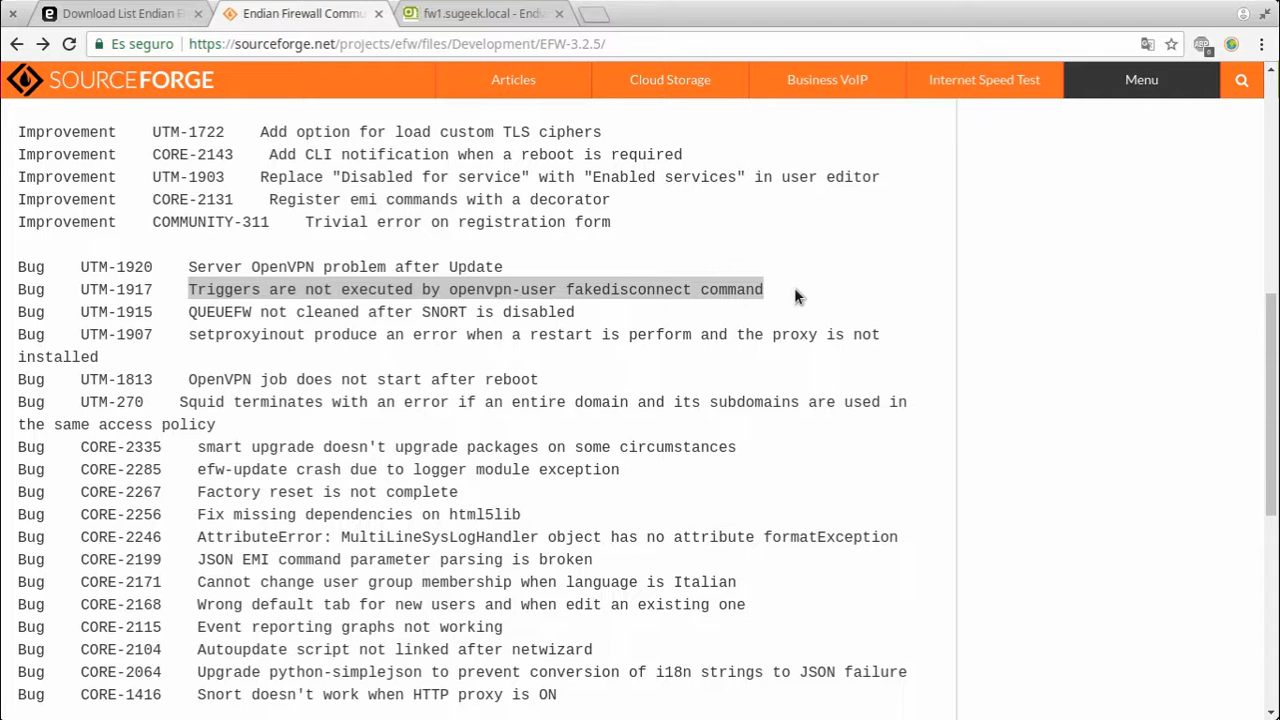 Download List Endian Fi
Endian Firewall Commu
fw1.sugeek.local - Endi
Es seguro
https://sourceforge.net/projects/efw/files/Development/EFW-3.2.5/
SOURCEFORGE
Articles
Cloud Storage
Business VoIP
Internet Speed Test
Menu
Improvement UTM-1722 Add option for load custom TLS ciphers
Improvement CORE-2143 Add CLI notification when a reboot is required
Improvement UTM-1903 Replace "Disabled for service" with "Enabled services" in user editor
Improvement CORE-2131 Register emi commands with a decorator
Improvement COMMUNITY-311 Trivial error on registration form
Bug UTM-1920 Server OpenVPN problem after Update
Bug UTM-1917 Triggers are not executed by openvpn-user fakedisconnect command
Bug UTM-1915 QUEUEFW not cleaned after SNORT is disabled
Bug UTM-1907 setproxyinout produce an error when a restart is perform and the proxy is not
installed
Bug UTM-1813 OpenVPN job does not start after reboot
Bug UTM-270 Squid terminates with an error if an entire domain and its subdomains are used in
the same access policy
Bug CORE-2335 smart upgrade doesn't upgrade packages on some circumstances
Bug CORE-2285 efw-update crash due to logger module exception
Bug CORE-2267 Factory reset is not complete
Bug CORE-2256 Fix missing dependencies on html5lib
Bug CORE-2246 AttributeError: MultiLineSysLogHandler object has no attribute formatException
Bug CORE-2199 JSON EMI command parameter parsing is broken
Bug CORE-2171 Cannot change user group membership when language is Italian
Bug CORE-2168 Wrong default tab for new users and when edit an existing one
Bug CORE-2115 Event reporting graphs not working
Bug CORE-2104 Autoupdate script not linked after netwizard
Bug CORE-2064 Upgrade python-simplejson to prevent conversion of i18n strings to JSON failure
Bug CORE-1416 Snort doesn't work when HTTP proxy is ON